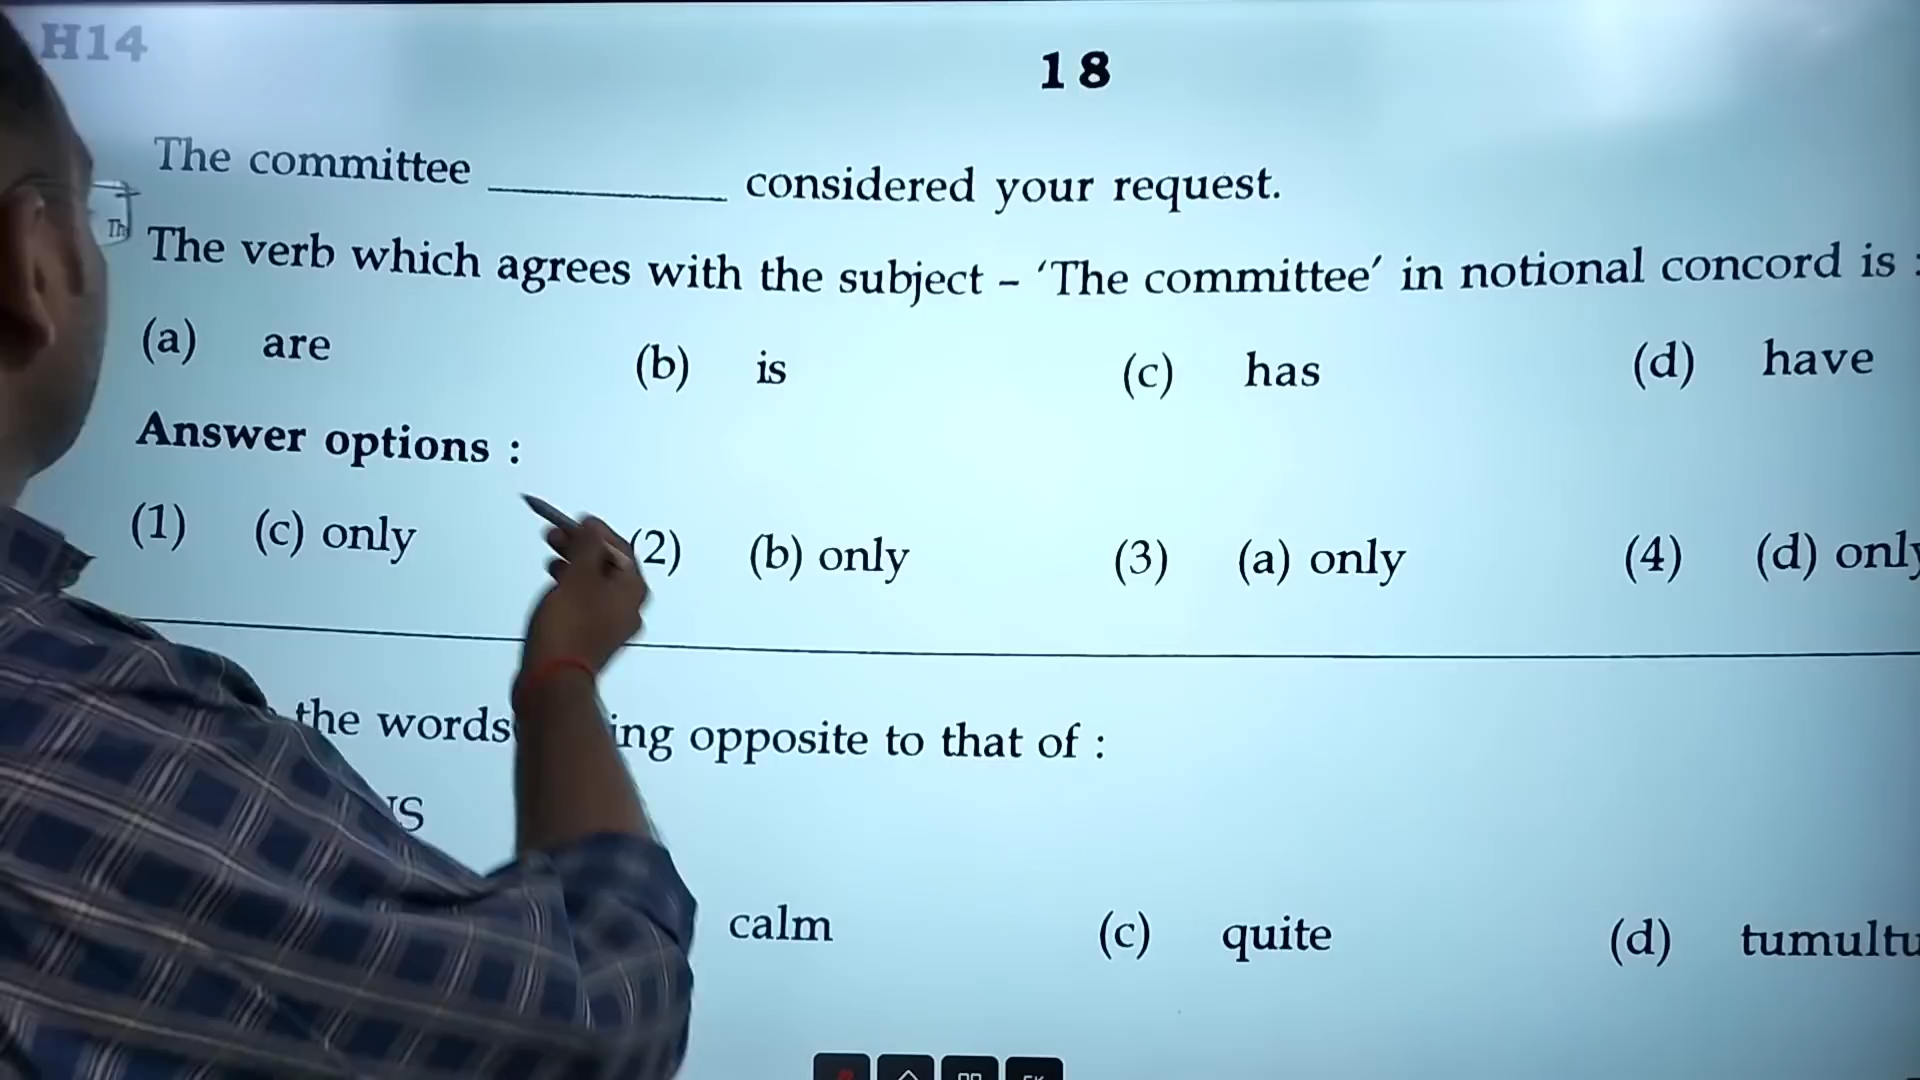 H14
18
The committee __________ considered your request.
The verb which agrees with the subject – ‘The committee’ in notional concord is :
(a) are (b) is (c) has (d) have
Answer options :
(1) (c) only (2) (b) only (3) (a) only (4) (d) only
the words ing opposite to that of :
calm (c) quite (d) tumultu